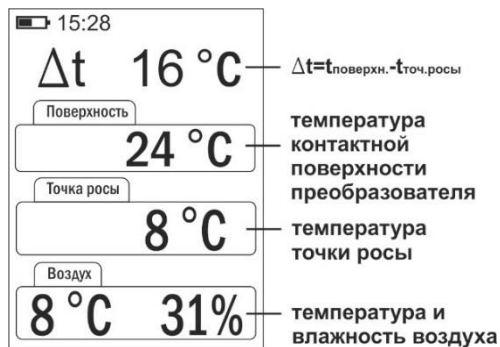 15:28
Δt 16 °C
Δt=tповерхн.-tточ.росы
Поверхность
24 °C
температура
контактной
поверхности
преобразователя
Точка росы
8 °C
температура
точки росы
Воздух
8 °C 31%
температура и
влажность воздуха